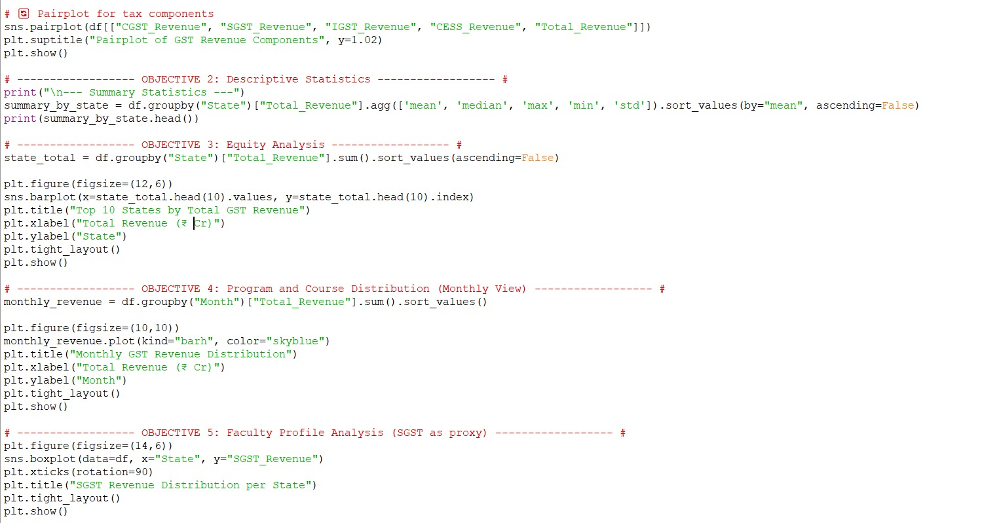 # 🔄 Pairplot for tax components
sns.pairplot(df[["CGST_Revenue", "SGST_Revenue", "IGST_Revenue", "CESS_Revenue", "Total_Revenue"]])
plt.suptitle("Pairplot of GST Revenue Components", y=1.02)
plt.show()
# ------------------ OBJECTIVE 2: Descriptive Statistics ------------------ #
print("\n--- Summary Statistics ---")
summary_by_state = df.groupby("State")["Total_Revenue"].agg(['mean', 'median', 'max', 'min', 'std']).sort_values(by="mean", ascending=False)
print(summary_by_state.head())
# ------------------ OBJECTIVE 3: Equity Analysis ------------------ #
state_total = df.groupby("State")["Total_Revenue"].sum().sort_values(ascending=False)
plt.figure(figsize=(12,6))
sns.barplot(x=state_total.head(10).values, y=state_total.head(10).index)
plt.title("Top 10 States by Total GST Revenue")
plt.xlabel("Total Revenue (₹ Cr)")
plt.ylabel("State")
plt.tight_layout()
plt.show()
# ------------------ OBJECTIVE 4: Program and Course Distribution (Monthly View) ------------------ #
monthly_revenue = df.groupby("Month")["Total_Revenue"].sum().sort_values()
plt.figure(figsize=(10,10))
monthly_revenue.plot(kind="barh", color="skyblue")
plt.title("Monthly GST Revenue Distribution")
plt.xlabel("Total Revenue (₹ Cr)")
plt.ylabel("Month")
plt.tight_layout()
plt.show()
# ------------------ OBJECTIVE 5: Faculty Profile Analysis (SGST as proxy) ------------------ #
plt.figure(figsize=(14,6))
sns.boxplot(data=df, x="State", y="SGST_Revenue")
plt.xticks(rotation=90)
plt.title("SGST Revenue Distribution per State")
plt.tight_layout()
plt.show()